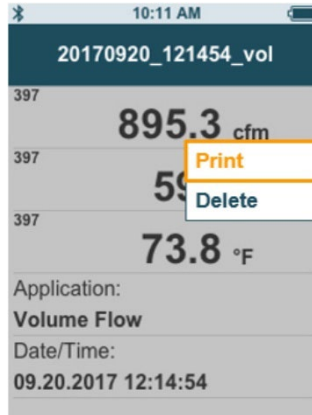 10:11 AM
20170920_121454_vol
397
895.3 cfm
Print
397
Delete
397
73.8 °F
Application:
Volume Flow
Date/Time:
09.20.2017 12:14:54